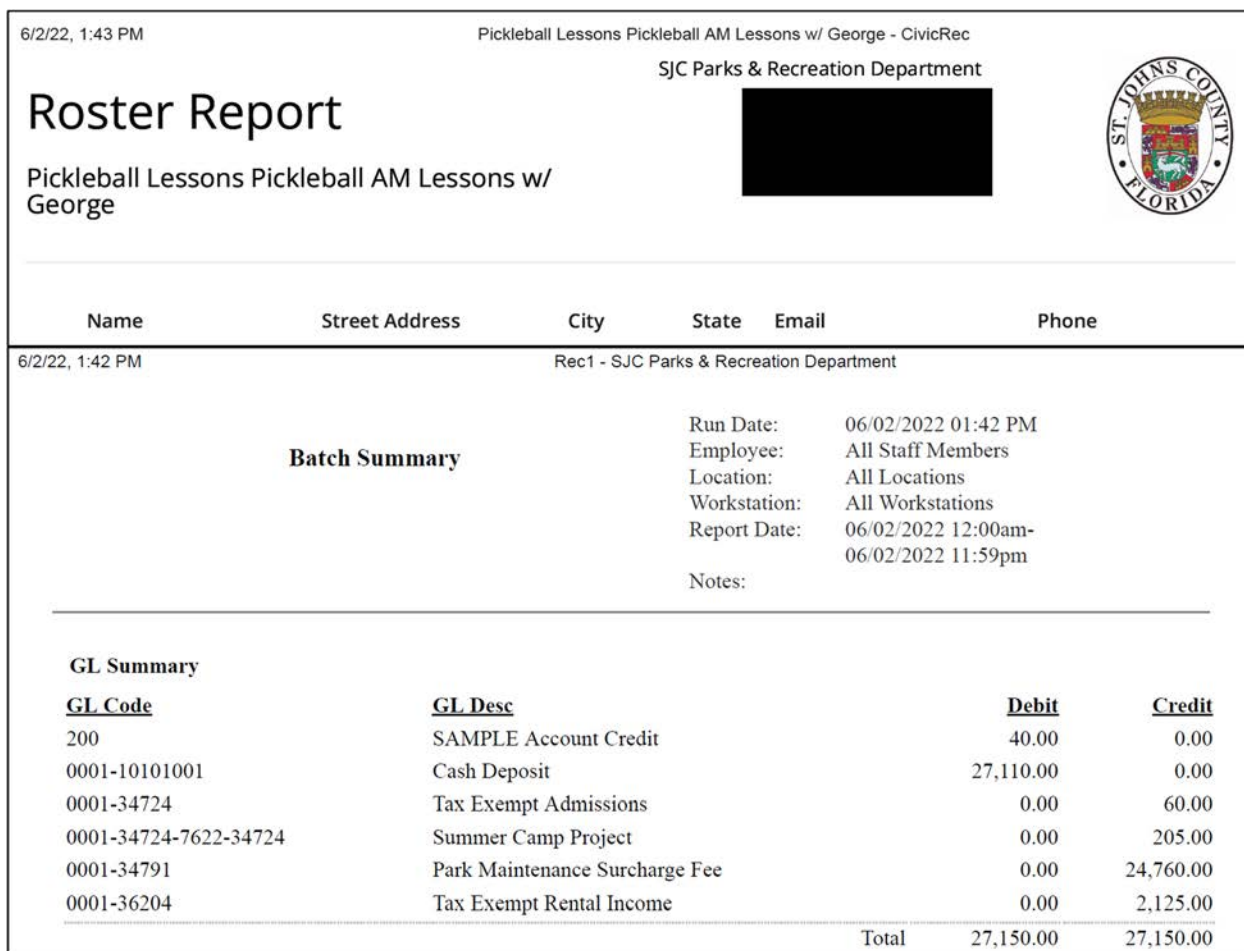 6/2/22, 1:43 PM Pickleball Lessons Pickleball AM Lessons w/ George - CivicRec
SJC Parks & Recreation Department
ST. JOHNS COUNTY
FLORIDA
Roster Report
Pickleball Lessons Pickleball AM Lessons w/
George
Name Street Address City State Email Phone
6/2/22, 1:42 PM Rec1 - SJC Parks & Recreation Department
Batch Summary
Run Date: 06/02/2022 01:42 PM
Employee: All Staff Members
Location: All Locations
Workstation: All Workstations
Report Date: 06/02/2022 12:00am-
06/02/2022 11:59pm
Notes:
GL Summary
GL Code GL Desc Debit Credit
200 SAMPLE Account Credit 40.00 0.00
0001-10101001 Cash Deposit 27,110.00 0.00
0001-34724 Tax Exempt Admissions 0.00 60.00
0001-34724-7622-34724 Summer Camp Project 0.00 205.00
0001-34791 Park Maintenance Surcharge Fee 0.00 24,760.00
0001-36204 Tax Exempt Rental Income 0.00 2,125.00
Total 27,150.00 27,150.00